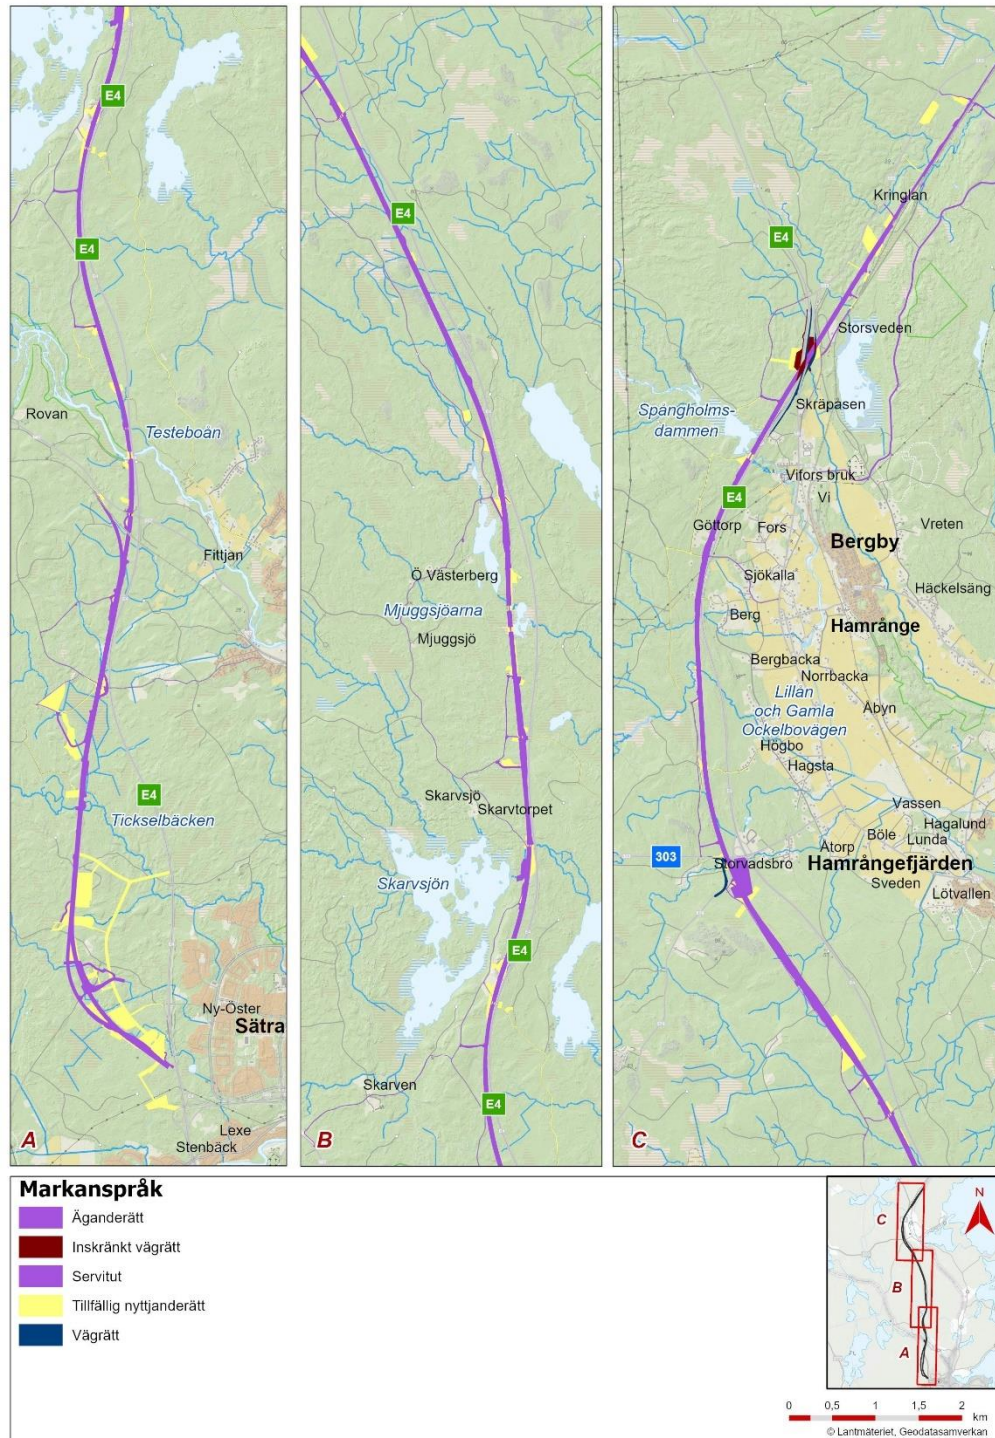 E4
E4
Rovan
Testeboån
Fittjan
E4
Tickselbäcken
Ny-Öster
Sätra
Lexe
Stenbäck
A
E4
Ö Västerberg
Mjuggsjöarna
Mjuggsjö
Skarvsjö
Skarvtorpet
Skarvsjön
E4
Skarven
E4
B
Kringlan
E4
Storsveden
Skräpåsen
Spångholms-
dammen
Vifors bruk
Vi
E4
Göttorp
Fors
Vreten
Bergby
Sjökalla
Häckelsäng
Berg
Hamrånge
Bergbacka
Norrbacka
Lillån
och Gamla
Ockelbovägen
Åbyn
Högbo
Hagsta
Vassen
Hagalund
Böle
Lunda
Åtorp
303
Storvadsbro
Hamrångefjärden
Sveden
Lötvallen
C
Markanspråk
Äganderätt
Inskränkt vägrätt
Servitut
Tillfällig nyttjanderätt
Vägrätt
N
C
B
A
0 0,5 1 1,5 2
km
© Lantmäteriet, Geodatasamverkan